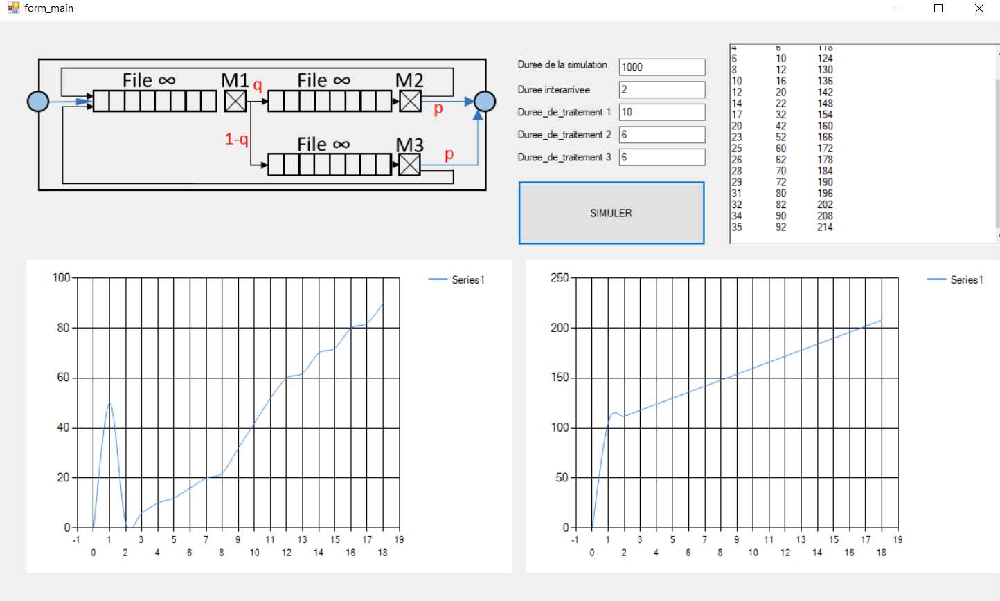 form_main
File ∞ M1 q File ∞ M2
p
1-q
File ∞ M3 p
Duree de la simulation 1000
Duree interarrivee 2
Duree_de_traitement 1 10
Duree_de_traitement 2 6
Duree_de_traitement 3 6
SIMULER
4 6 118
6 10 124
8 12 130
10 16 136
12 20 142
14 22 148
17 32 154
20 42 160
23 52 166
25 60 172
26 62 178
28 70 184
29 72 190
31 80 196
32 82 202
34 90 208
35 92 214
100
80
60
40
20
0
-1 1 3 5 7 9 11 13 15 17 19
0 2 4 6 8 10 12 14 16 18
Series1
250
200
150
100
50
0
-1 1 3 5 7 9 11 13 15 17 19
0 2 4 6 8 10 12 14 16 18
Series1